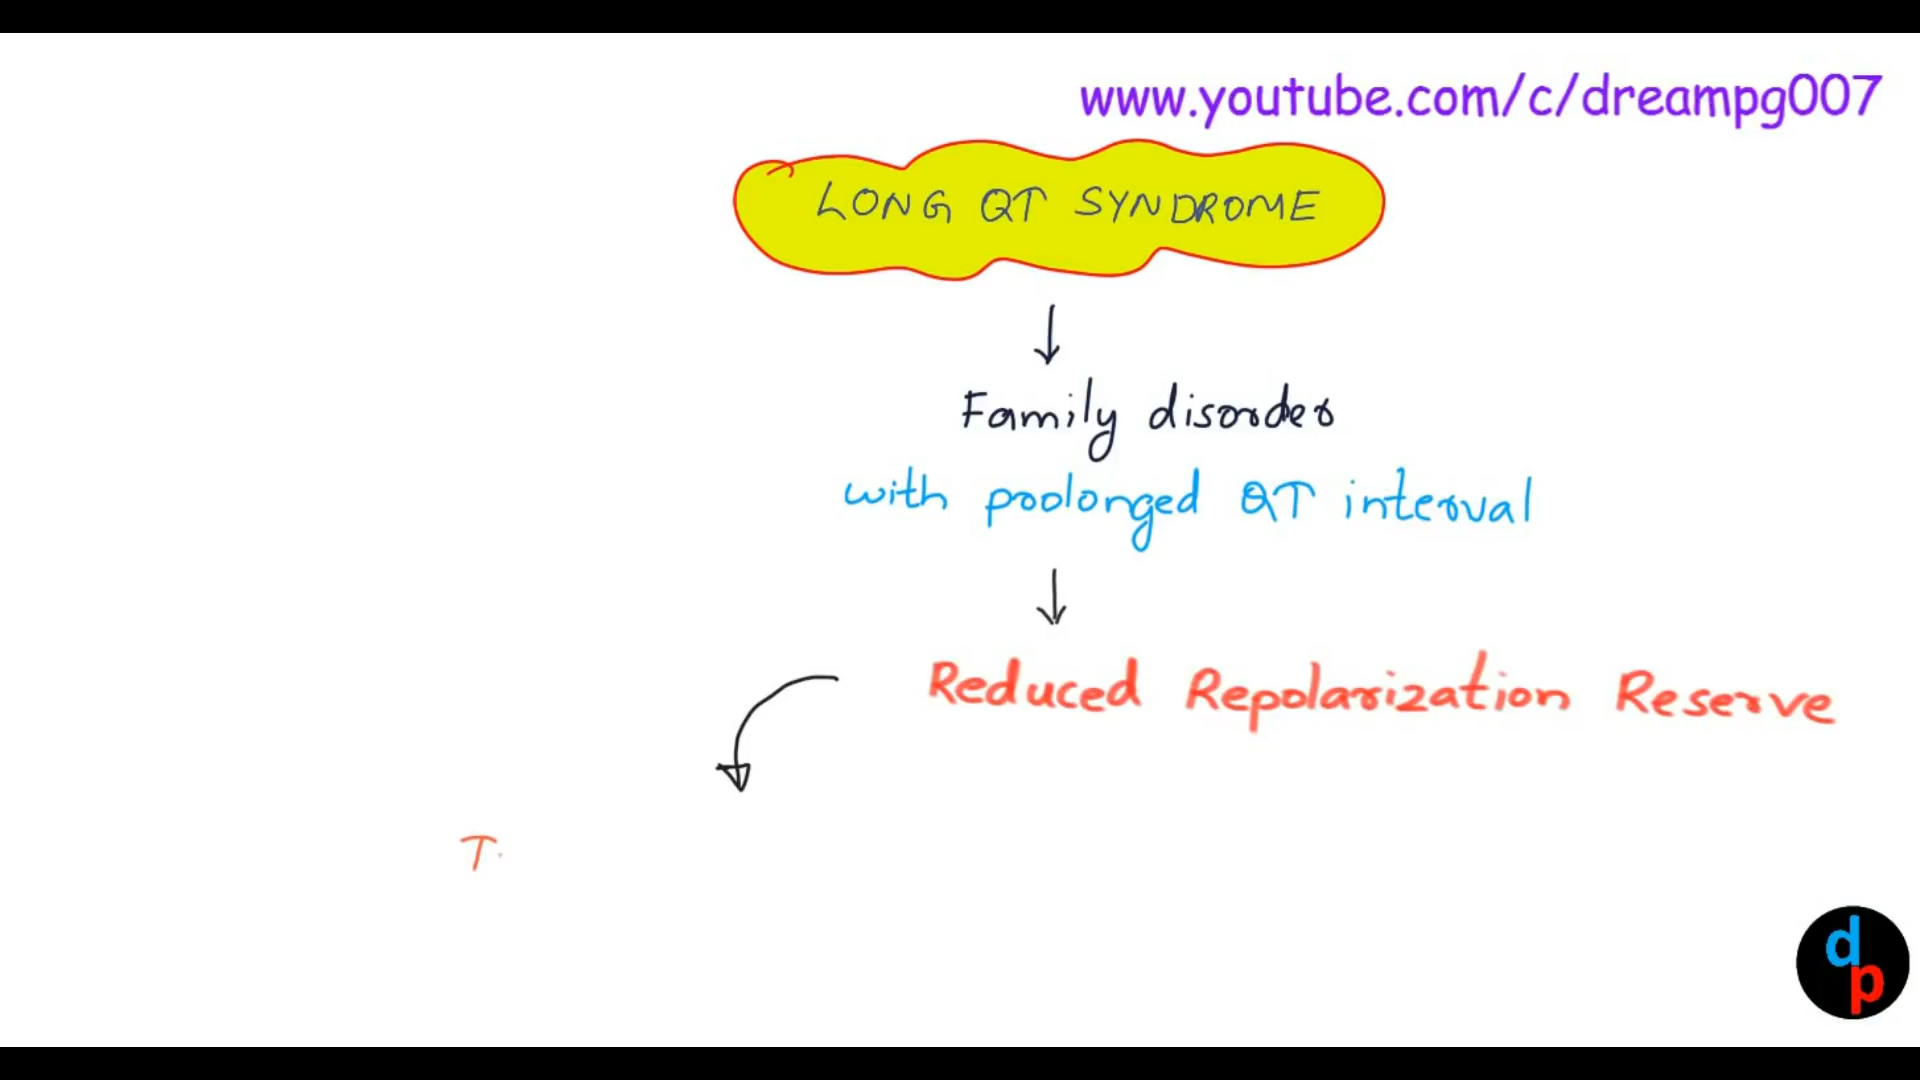 www.youtube.com/c/dreampg007
LONG QT SYNDROME
Family disorder
with prolonged QT interval
Reduced Repolarization Reserve
T
dp